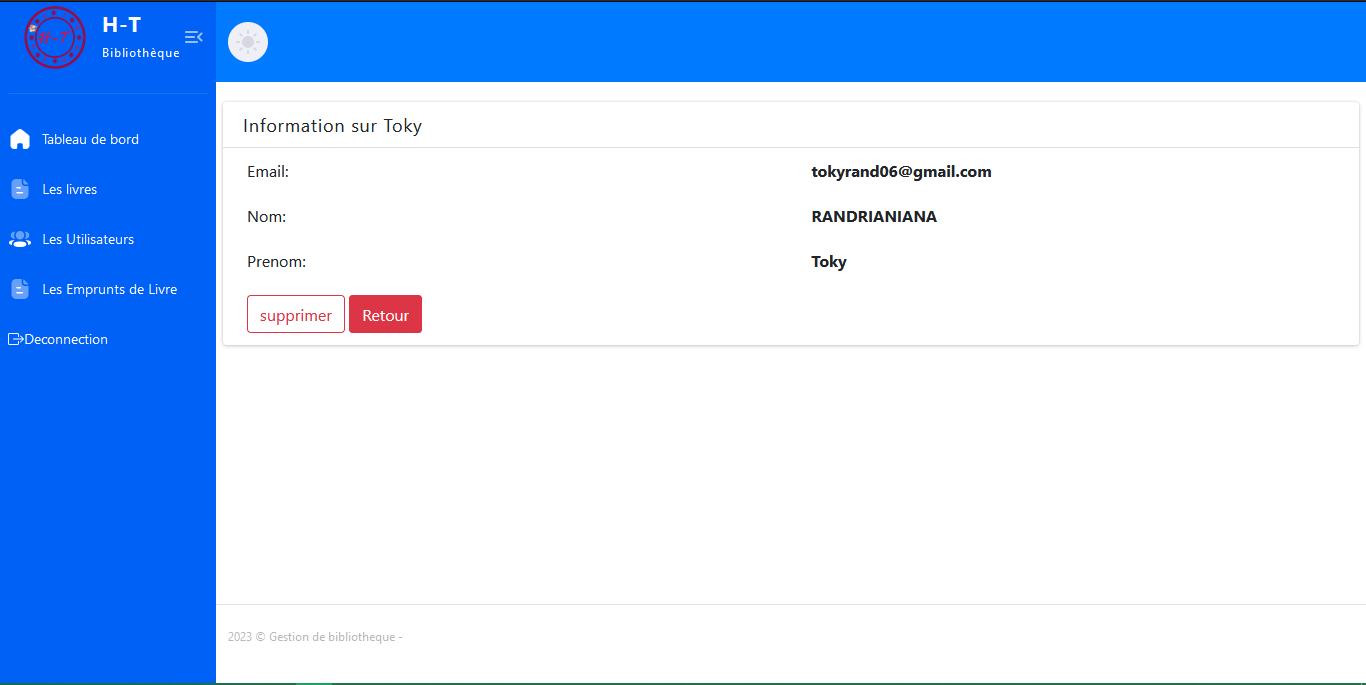 H-T
H-T
Bibliothèque
Tableau de bord
Les livres
Les Utilisateurs
Les Emprunts de Livre
Deconnection
Information sur Toky
Email: tokyrand06@gmail.com
Nom: RANDRIANIANA
Prenom: Toky
supprimer Retour
2023 © Gestion de bibliotheque -